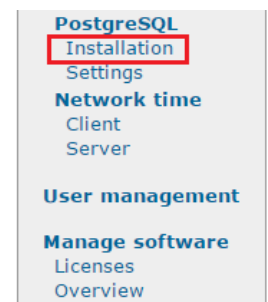 PostgreSQL
Installation
Settings
Network time
Client
Server
User management
Manage software
Licenses
Overview